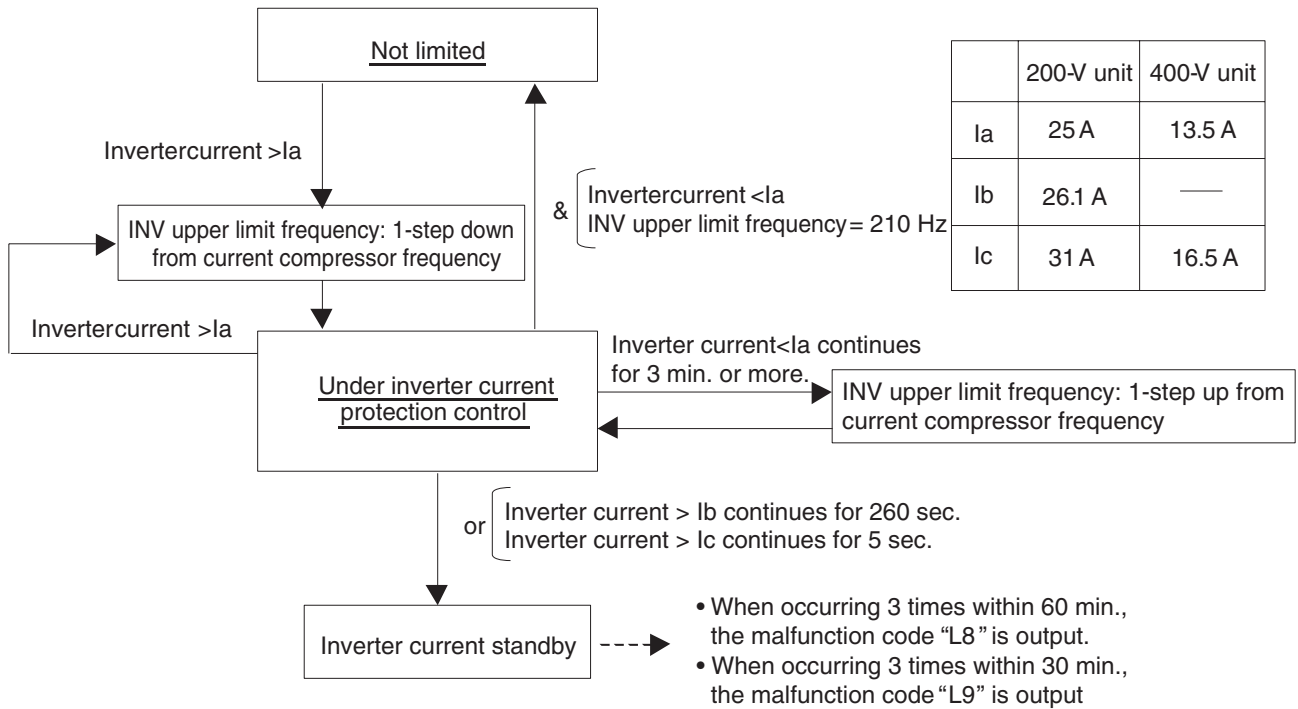 Not limited
Invertercurrent >Ia
& Invertercurrent <Ia
INV upper limit frequency = 210 Hz
200-V unit 400-V unit
Ia 25 A 13.5 A
Ib 26.1 A —
Ic 31 A 16.5 A
INV upper limit frequency: 1-step down
from current compressor frequency
Invertercurrent >Ia
Under inverter current
protection control
Inverter current<Ia continues
for 3 min. or more.
INV upper limit frequency: 1-step up from
current compressor frequency
or Inverter current > Ib continues for 260 sec.
Inverter current > Ic continues for 5 sec.
Inverter current standby
• When occurring 3 times within 60 min.,
the malfunction code “L8” is output.
• When occurring 3 times within 30 min.,
the malfunction code “L9” is output